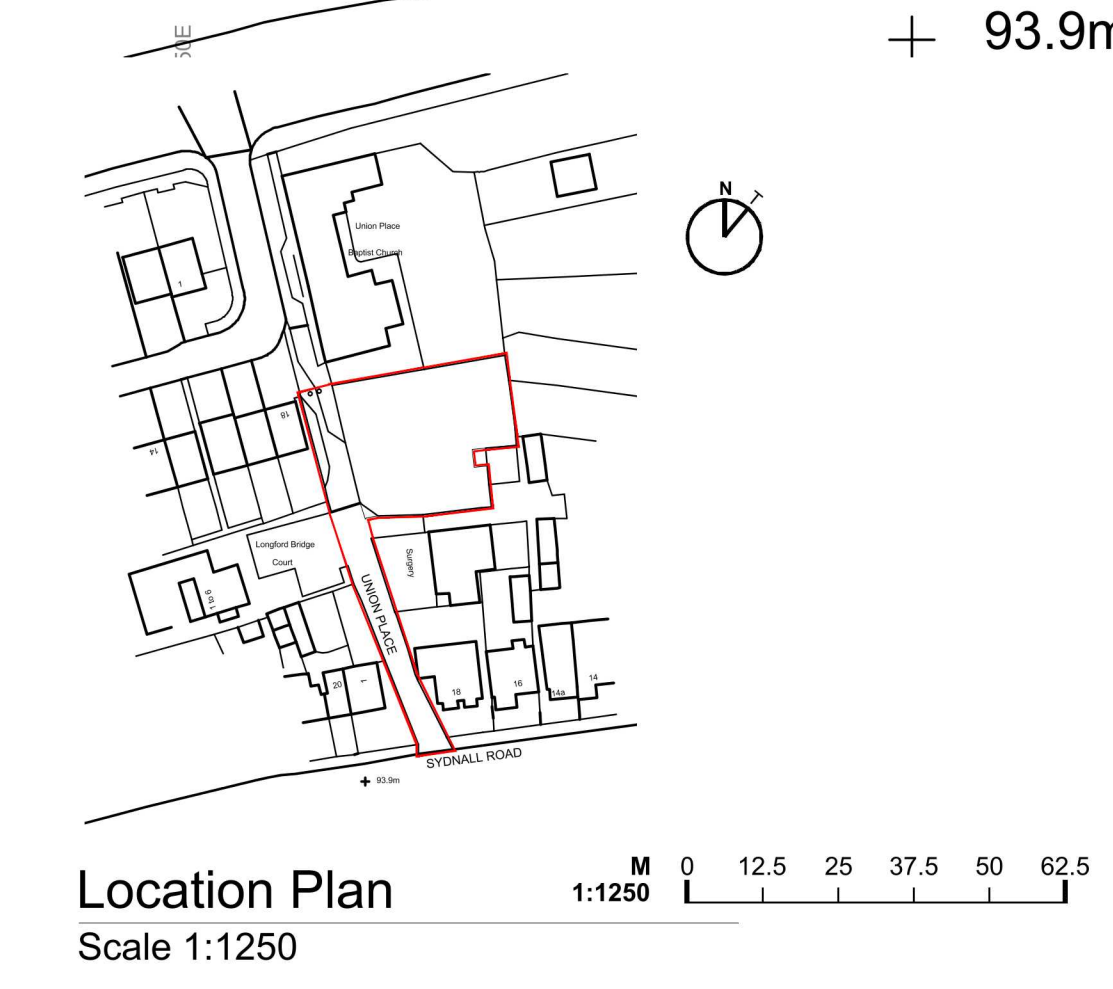 93.9m
N
T
Union Place
Baptist Church
1
18
14
Longford Bridge
Court
Surgery
1 to 6
UNION PLACE
20
1
18
16
14a
14
SYDNALL ROAD
93.9m
Location Plan
Scale 1:1250
M 0 12.5 25 37.5 50 62.5
1:1250